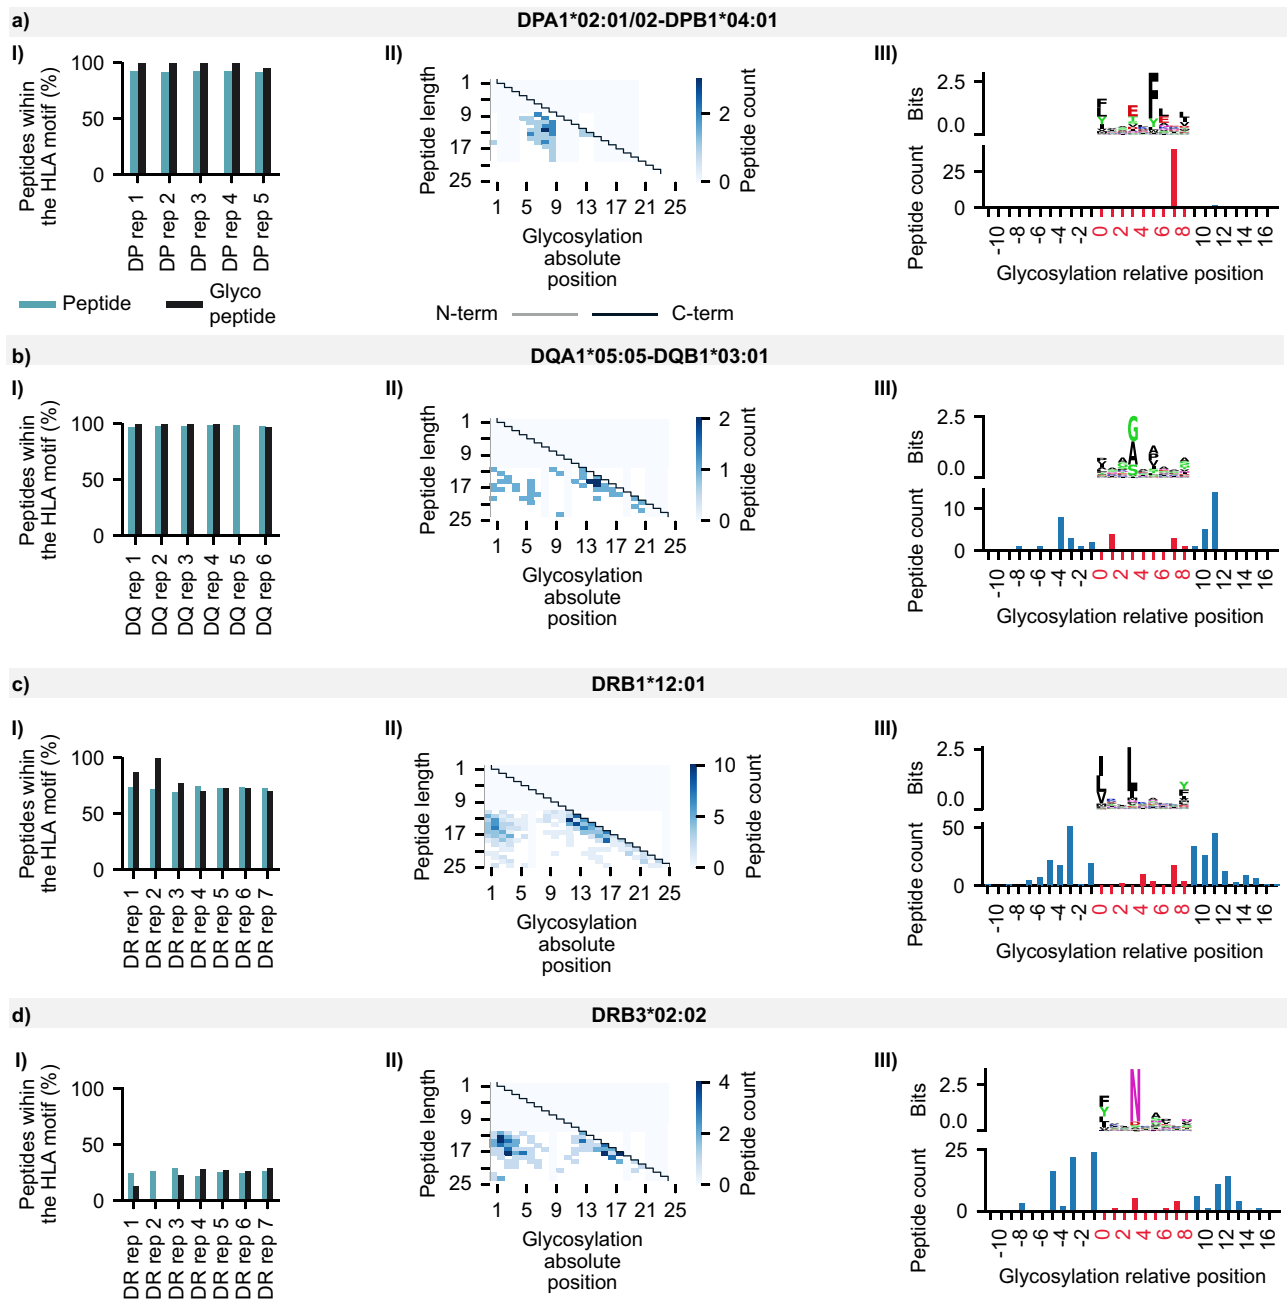 a)
DPA1*02:01/02-DPB1*04:01
I)
II)
III)
Peptides wihin
the HLA motif (%)
100
50
0
DP rep 1
DP rep 2
DP rep 3
DP rep 4
DP rep 5
Peptide
Glyco
peptide
Peptide length
1
9
17
25
1 5 9 13 17 21 25
Glycosylation
absolute
position
2
0
Peptide count
N-term
C-term
Bits
2.5
0.0
Peptide count
25
0
-10 -8 -6 -4 -2 0 2 4 6 8 10 12 14 16
Glycosylation relative position
b)
DQA1*05:05-DQB1*03:01
I)
II)
III)
Peptides wihin
the HLA motif (%)
100
50
0
DQ rep 1
DQ rep 2
DQ rep 3
DQ rep 4
DQ rep 5
DQ rep 6
Peptide length
1
9
17
25
1 5 9 13 17 21 25
Glycosylation
absolute
position
2
1
0
Peptide count
Bits
2.5
0.0
Peptide count
10
0
-10 -8 -6 -4 -2 0 2 4 6 8 10 12 14 16
Glycosylation relative position
c)
DRB1*12:01
I)
II)
III)
Peptides wihin
the HLA motif (%)
100
50
0
DR rep 1
DR rep 2
DR rep 3
DR rep 4
DR rep 5
DR rep 6
DR rep 7
Peptide length
1
9
17
25
1 5 9 13 17 21 25
Glycosylation
absolute
position
10
5
0
Peptide count
Bits
2.5
0.0
Peptide count
50
0
-10 -8 -6 -4 -2 0 2 4 6 8 10 12 14 16
Glycosylation relative position
d)
DRB3*02:02
I)
II)
III)
Peptides wihin
the HLA motif (%)
100
50
0
DR rep 1
DR rep 2
DR rep 3
DR rep 4
DR rep 5
DR rep 6
DR rep 7
Peptide length
1
9
17
25
1 5 9 13 17 21 25
Glycosylation
absolute
position
4
2
0
Peptide count
Bits
2.5
0.0
Peptide count
25
0
-10 -8 -6 -4 -2 0 2 4 6 8 10 12 14 16
Glycosylation relative position